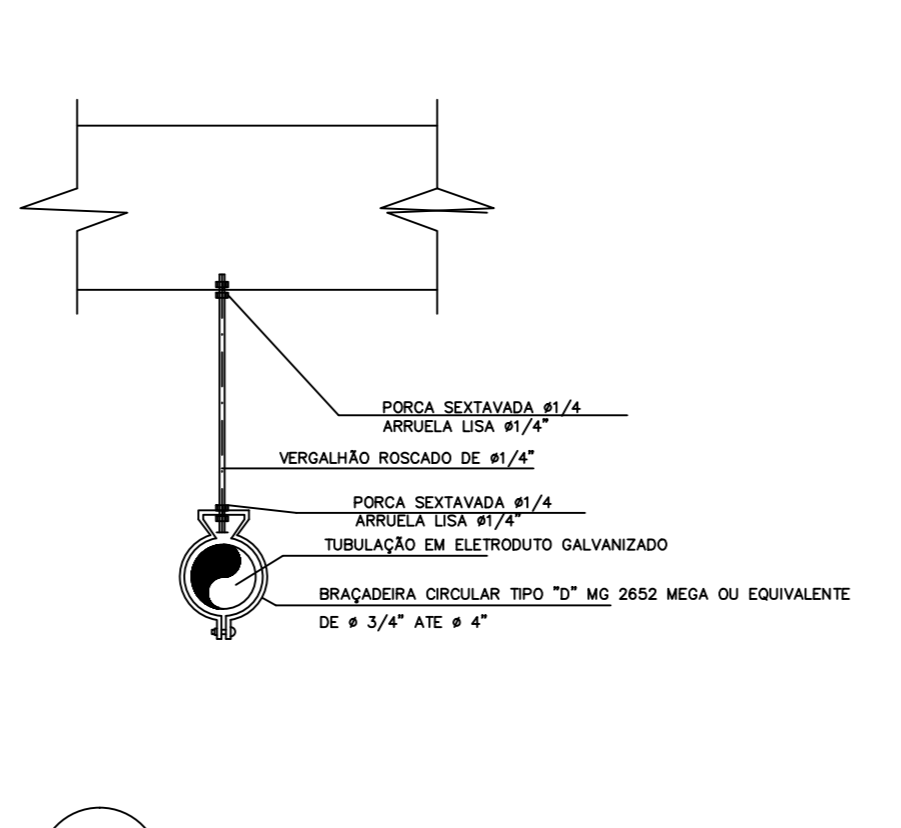 PORCA SEXTAVADA ø1/4
ARRUELA LISA ø1/4"
VERGALHÃO ROSCADO DE ø1/4"
PORCA SEXTAVADA ø1/4
ARRUELA LISA ø1/4"
TUBULAÇÃO EM ELETRODUTO GALVANIZADO
BRAÇADEIRA CIRCULAR TIPO "D" MG 2652 MEGA OU EQUIVALENTE
DE ø 3/4" ATE ø 4"